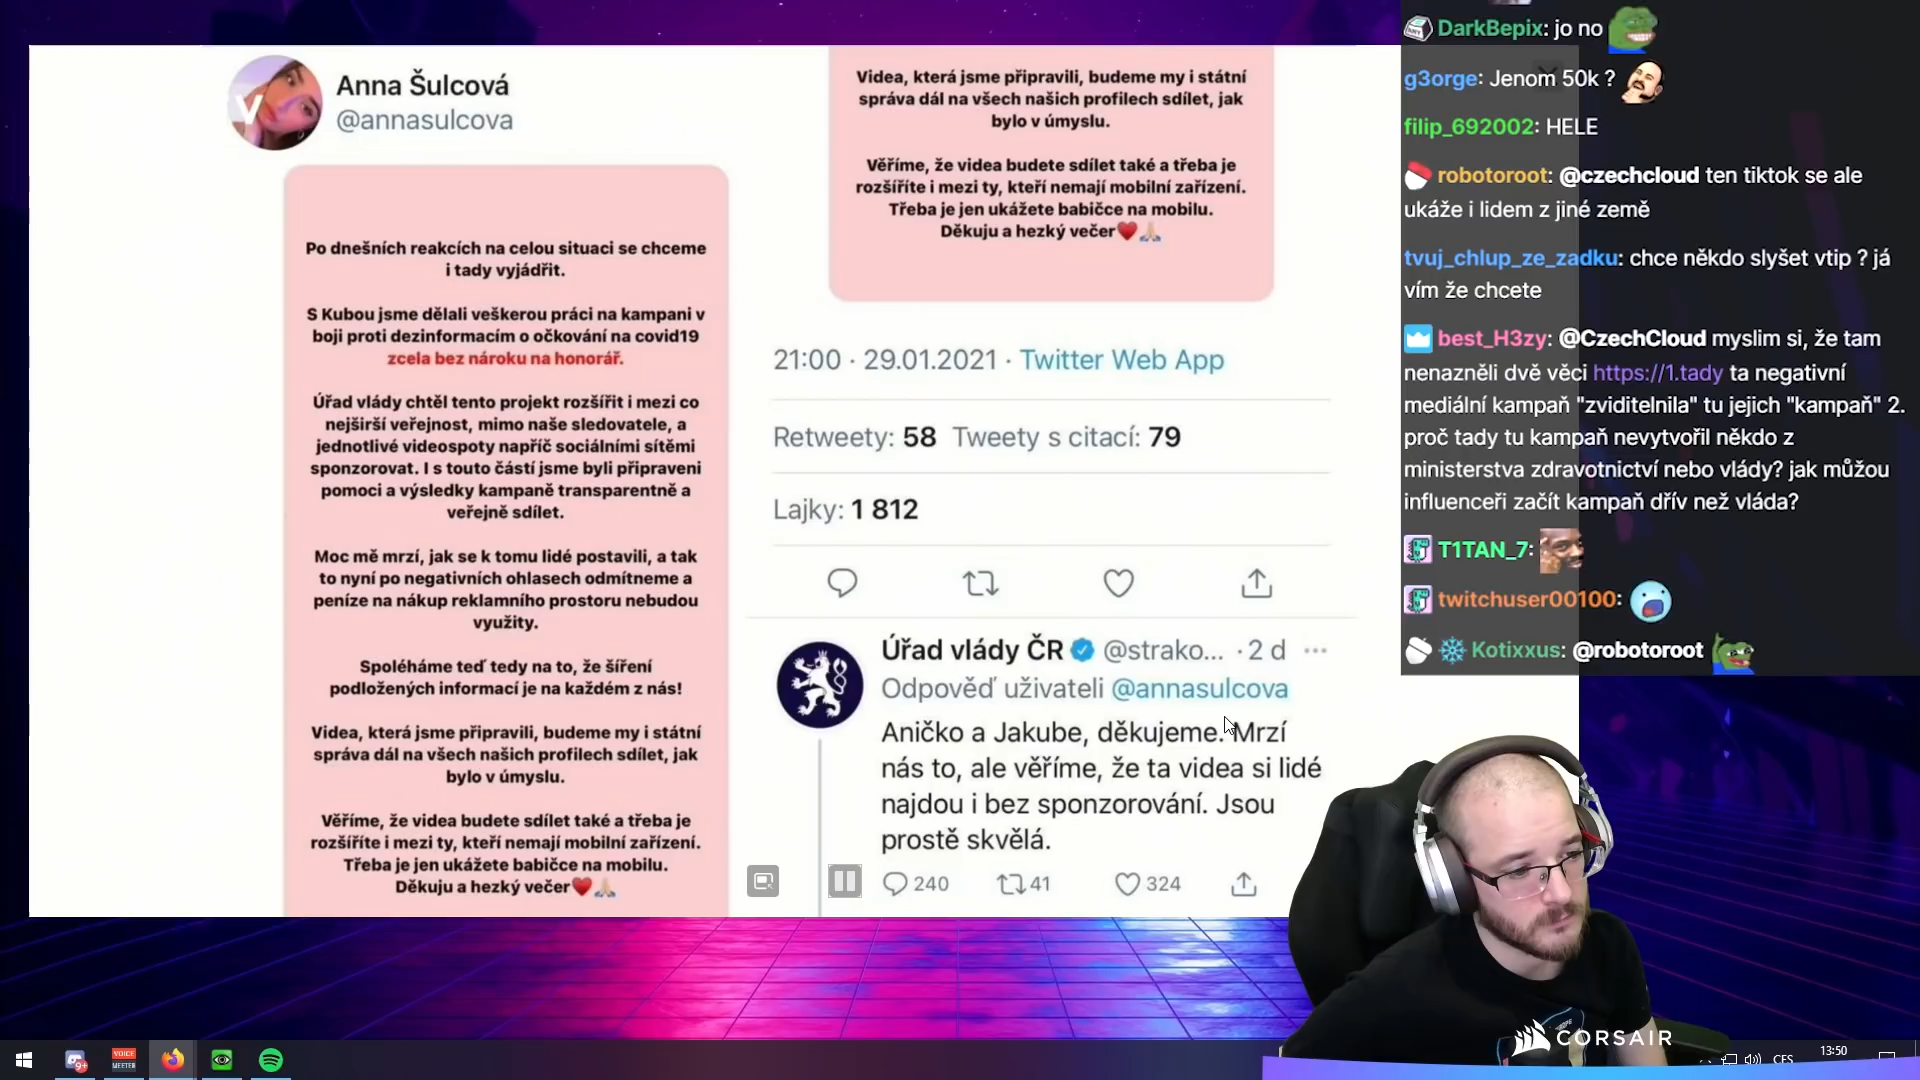 Anna Šulcová
@annasulcova
Po dnešních reakcích na celou situaci se chceme
i tady vyjádřit.
S Kubou jsme dělali veškerou práci na kampani v
boji proti dezinformacím o očkování na covid19
zcela bez nároku na honorář.
Úřad vlády chtěl tento projekt rozšířit i mezi co
nejširší veřejnost, mimo naše sledovatele, a
jednotlivé videospoty napříč sociálními sítěmi
sponzorovat. I s touto částí jsme byli připraveni
pomoci a výsledky kampaně transparentně a
veřejně sdílet.
Moc mě mrzí, jak se k tomu lidé postavili, a tak
to nyní po negativních ohlasech odmítneme a
peníze na nákup reklamního prostoru nebudou
využity.
Spoléháme teď tedy na to, že šíření
podložených informací je na každém z nás!
Videa, která jsme připravili, budeme my i státní
správa dál na všech našich profilech sdílet, jak
bylo v úmyslu.
Věříme, že videa budete sdílet také a třeba je
rozšíříte i mezi ty, kteří nemají mobilní zařízení.
Třeba je jen ukážete babičce na mobilu.
Děkuju a hezký večer❤️🙏🏼
Videa, která jsme připravili, budeme my i státní
správa dál na všech našich profilech sdílet, jak
bylo v úmyslu.
Věříme, že videa budete sdílet také a třeba je
rozšíříte i mezi ty, kteří nemají mobilní zařízení.
Třeba je jen ukážete babičce na mobilu.
Děkuju a hezký večer❤️🙏🏼
21:00 · 29.01.2021 · Twitter Web App
Retweety: 58 Tweety s citací: 79
Lajky: 1 812
Úřad vlády ČR @strako... · 2 d
Odpověď uživateli @annasulcova
Aničko a Jakube, děkujeme. Mrzí
nás to, ale věříme, že ta videa si lidé
najdou i bez sponzorování. Jsou
prostě skvělá.
240 41 324
DarkBepix: jo no
g3orge: Jenom 50k ?
filip_692002: HELE
robotoroot: @czechcloud ten tiktok se ale
ukáže i lidem z jiné země
tvuj_chlup_ze_zadku: chce někdo slyšet vtip ? já
vím že chcete
best_H3zy: @CzechCloud myslim si, že tam
nenazněli dvě věci https://1.tady ta negativní
mediální kampaň "zviditelnila" tu jejich "kampaň" 2.
proč tady tu kampaň nevytvořil někdo z
ministerstva zdravotnictví nebo vlády? jak můžou
influenceři začít kampaň dřív než vláda?
T1TAN_7:
twitchuser00100:
Kotixxus: @robotoroot
CORSAIR
9+
VOICE
MEETER
CES
13:50